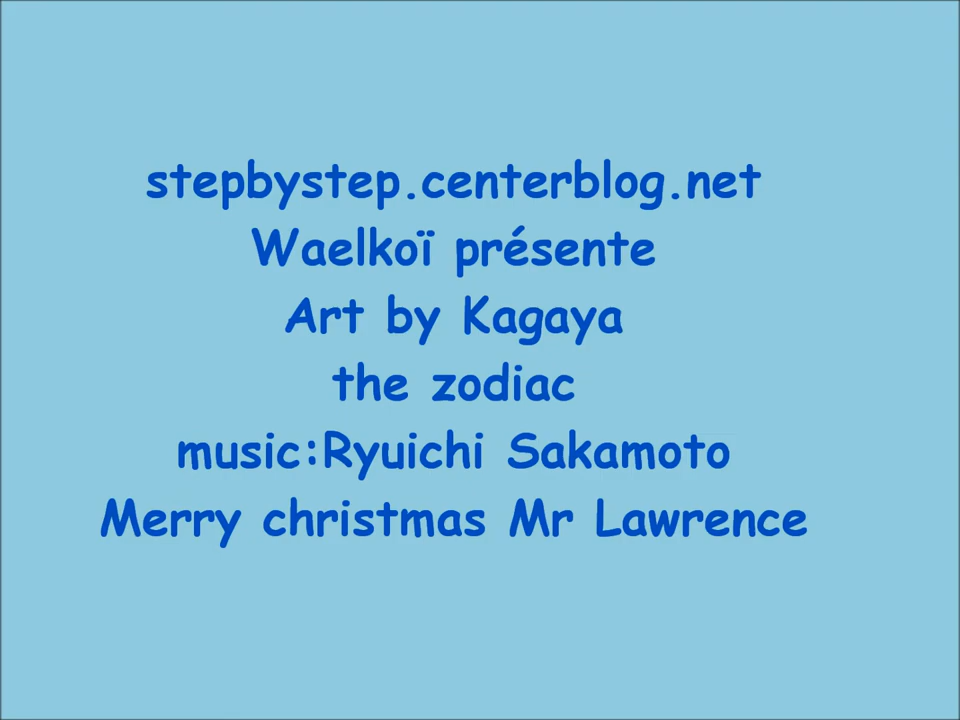 stepbystep.centerblog.net
Waelkoï présente
Art by Kagaya
the zodiac
music:Ryuichi Sakamoto
Merry christmas Mr Lawrence